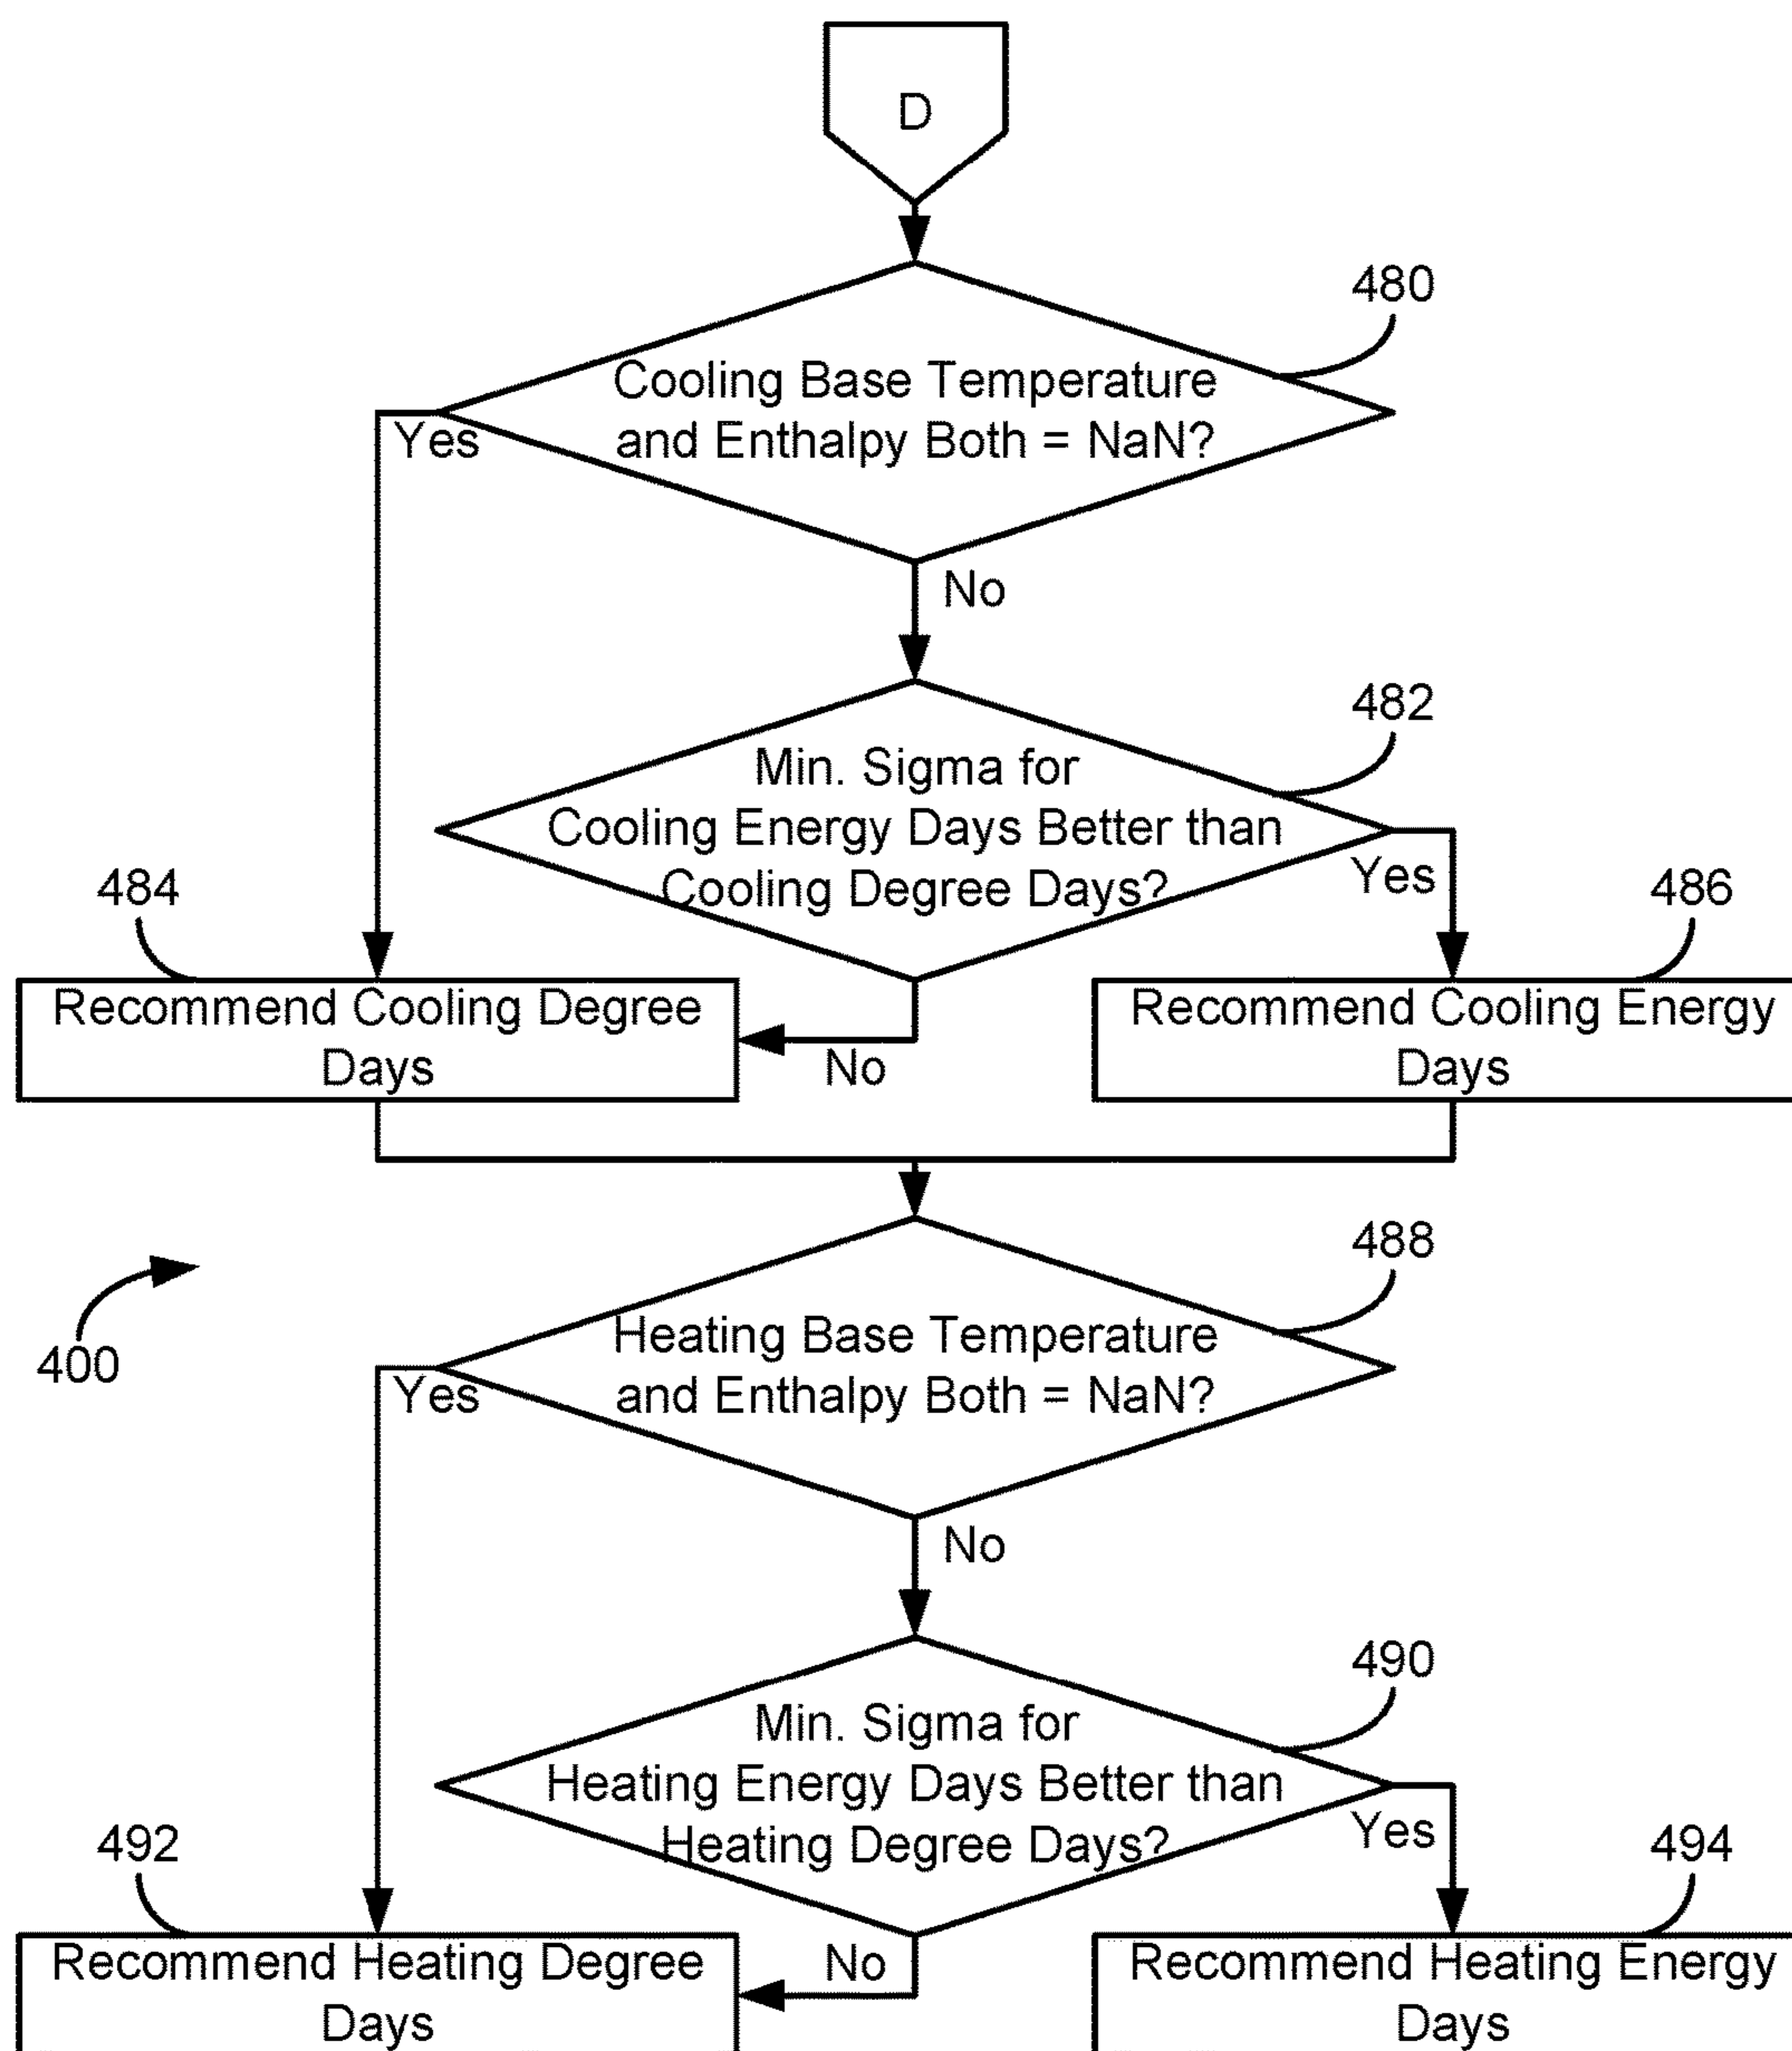 D
480
Cooling Base Temperature
and Enthalpy Both = NaN?
Yes
No
482
Min. Sigma for
Cooling Energy Days Better than
Cooling Degree Days?
Yes
484
486
Recommend Cooling Degree
Days
No
Recommend Cooling Energy
Days
488
400
Heating Base Temperature
and Enthalpy Both = NaN?
Yes
No
490
Min. Sigma for
Heating Energy Days Better than
Heating Degree Days?
Yes
492
494
Recommend Heating Degree
Days
No
Recommend Heating Energy
Days